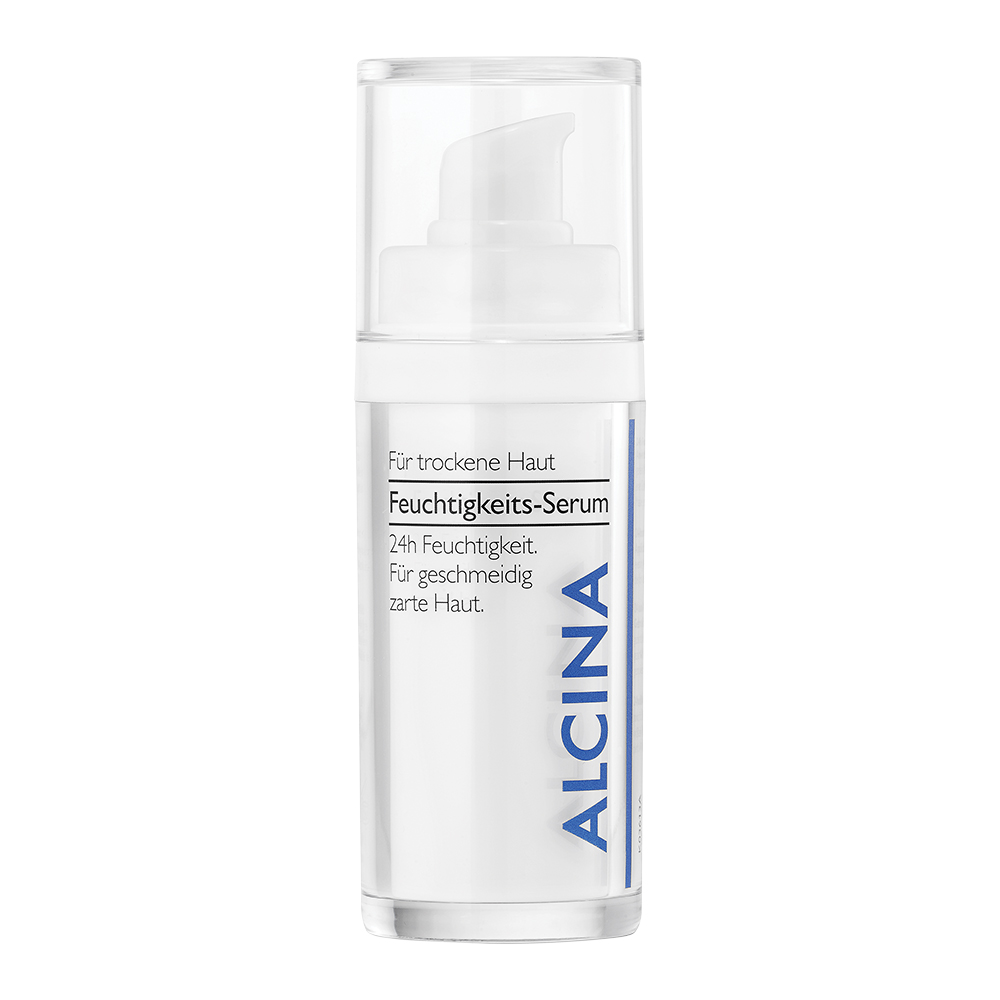 Für trockene Haut
Feuchtigkeits-Serum
24h Feuchtigkeit.
Für geschmeidig
zarte Haut.
ALCINA